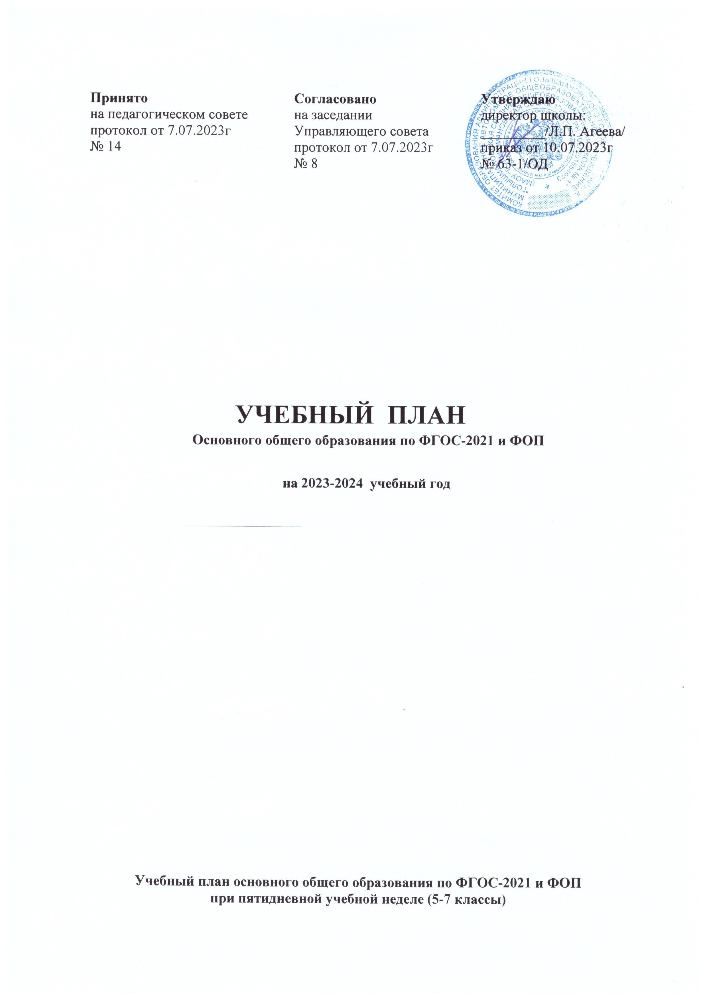 Принято
на педагогическом совете
протокол от 7.07.2023г
№ 14
Согласовано
на заседании
Управляющего совета
протокол от 7.07.2023г
№ 8
Утверждаю
директор школы:
_________/Л.П. Агеева/
приказ от 10.07.2023г
№ 63-1/ОД
УЧЕБНЫЙ ПЛАН
Основного общего образования по ФГОС-2021 и ФОП
на 2023-2024 учебный год
Учебный план основного общего образования по ФГОС-2021 и ФОП
при пятидневной учебной неделе (5-7 классы)